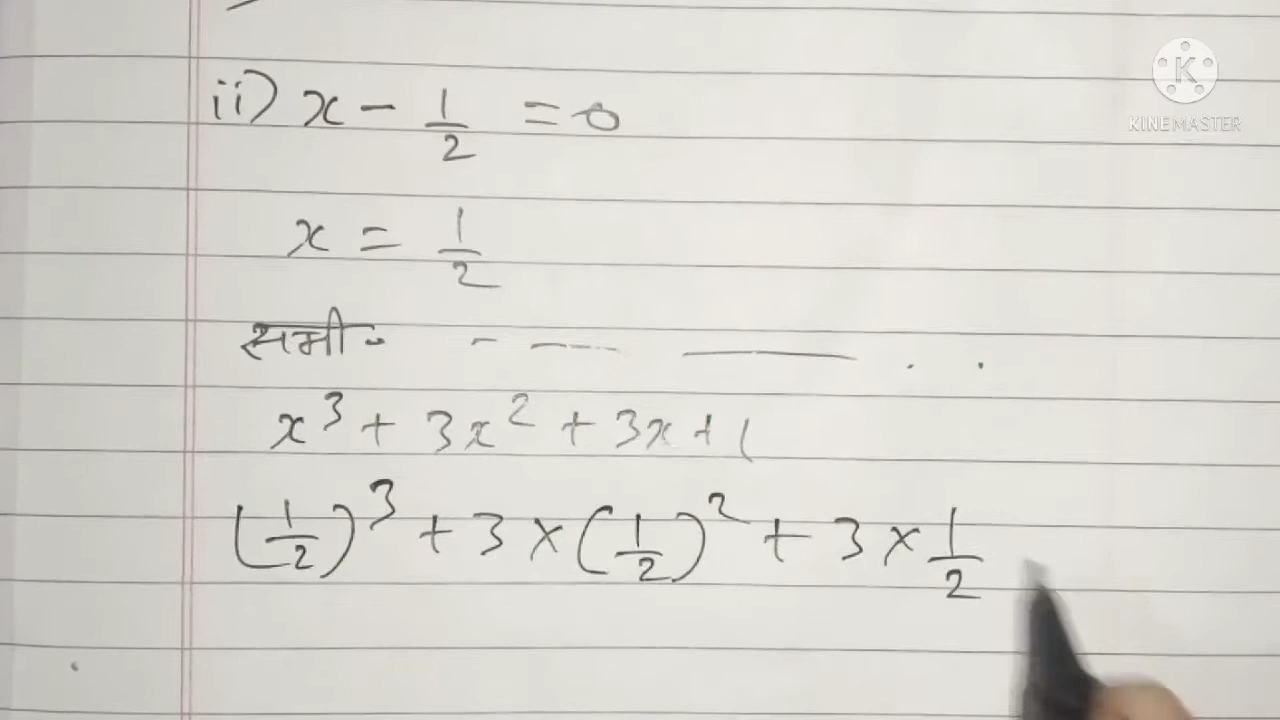 ii) x - 1/2 = 0
x = 1/2
समी॰ - --- —— . .
x³ + 3x² + 3x + 1
(1/2)³ + 3 × (1/2)² + 3 × 1/2
K
KINEMASTER